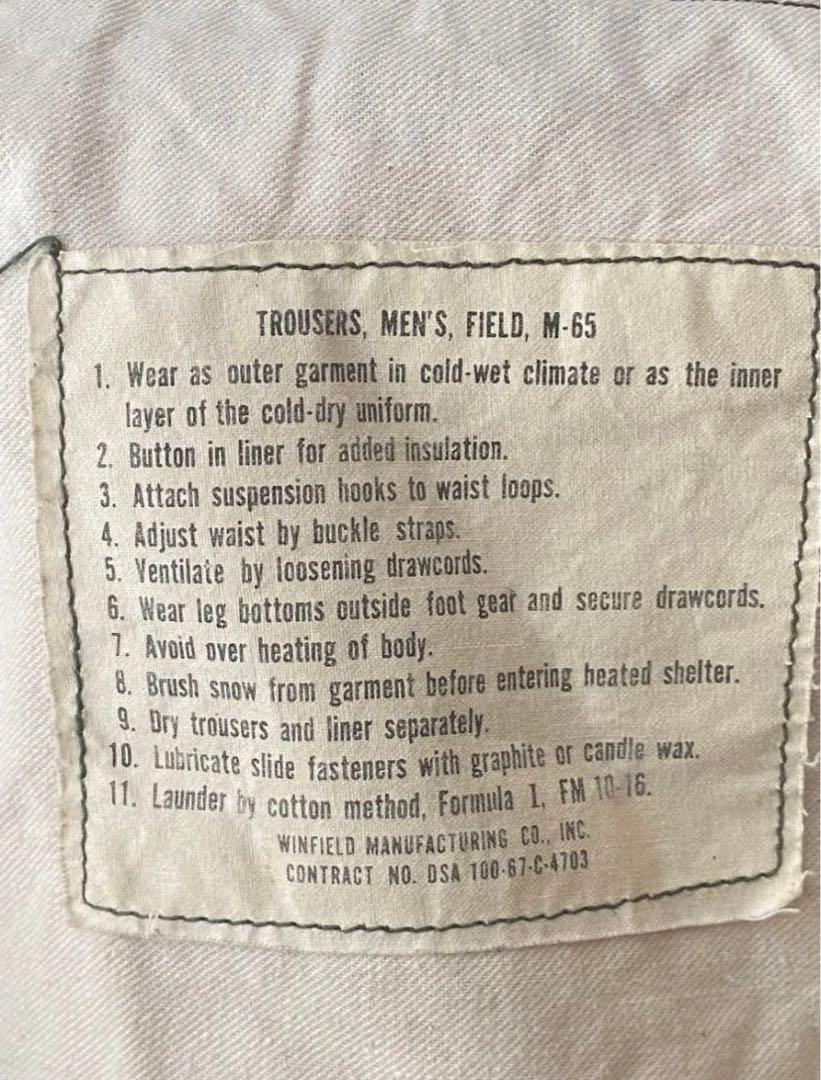 TROUSERS, MEN'S, FIELD, M-65
1. Wear as outer garment in cold-wet climate or as the inner
layer of the cold-dry uniform.
2. Button in liner for added insulation.
3. Attach suspension hooks to waist loops.
4. Adjust waist by buckle straps.
5. Ventilate by loosening drawcords.
6. Wear leg bottoms outside foot gear and secure drawcords.
7. Avoid over heating of body.
8. Brush snow from garment before entering heated shelter.
9. Dry trousers and liner separately.
10. Lubricate slide fasteners with graphite or candle wax.
11. Launder by cotton method, Formula I, FM 10-16.
WINFIELD MANUFACTURING CO., INC.
CONTRACT NO. DSA 100-67-C-4703